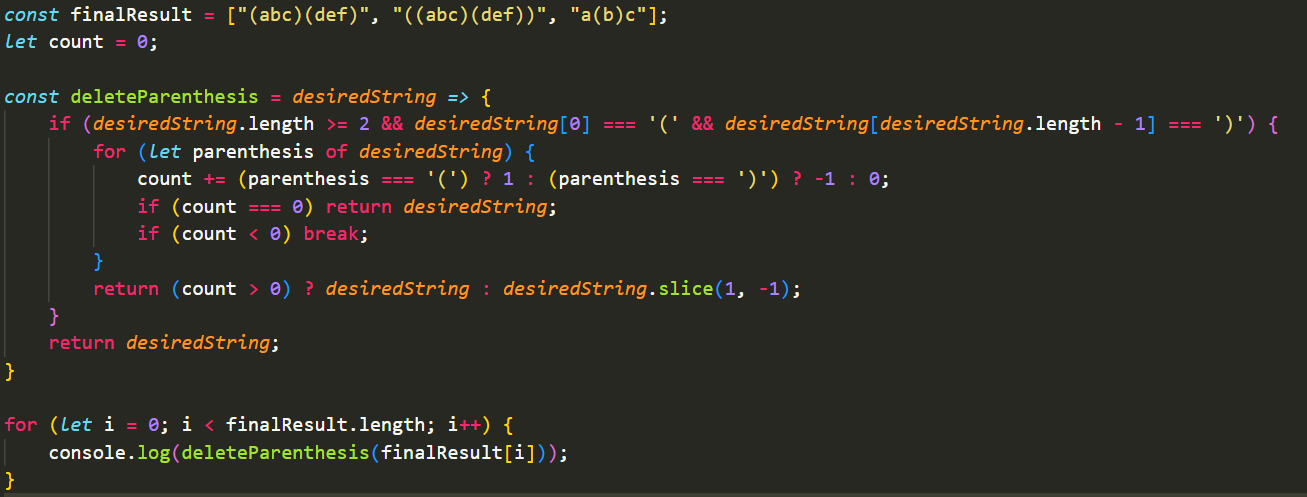 const finalResult = ["(abc)(def)", "((abc)(def))", "a(b)c"];
let count = 0;

const deleteParenthesis = desiredString => {
    if (desiredString.length >= 2 && desiredString[0] === '(' && desiredString[desiredString.length - 1] === ')') {
        for (let parenthesis of desiredString) {
            count += (parenthesis === '(') ? 1 : (parenthesis === ')') ? -1 : 0;
            if (count === 0) return desiredString;
            if (count < 0) break;
        }
        return (count > 0) ? desiredString : desiredString.slice(1, -1);
    }
    return desiredString;
}

for (let i = 0; i < finalResult.length; i++) {
    console.log(deleteParenthesis(finalResult[i]));
}